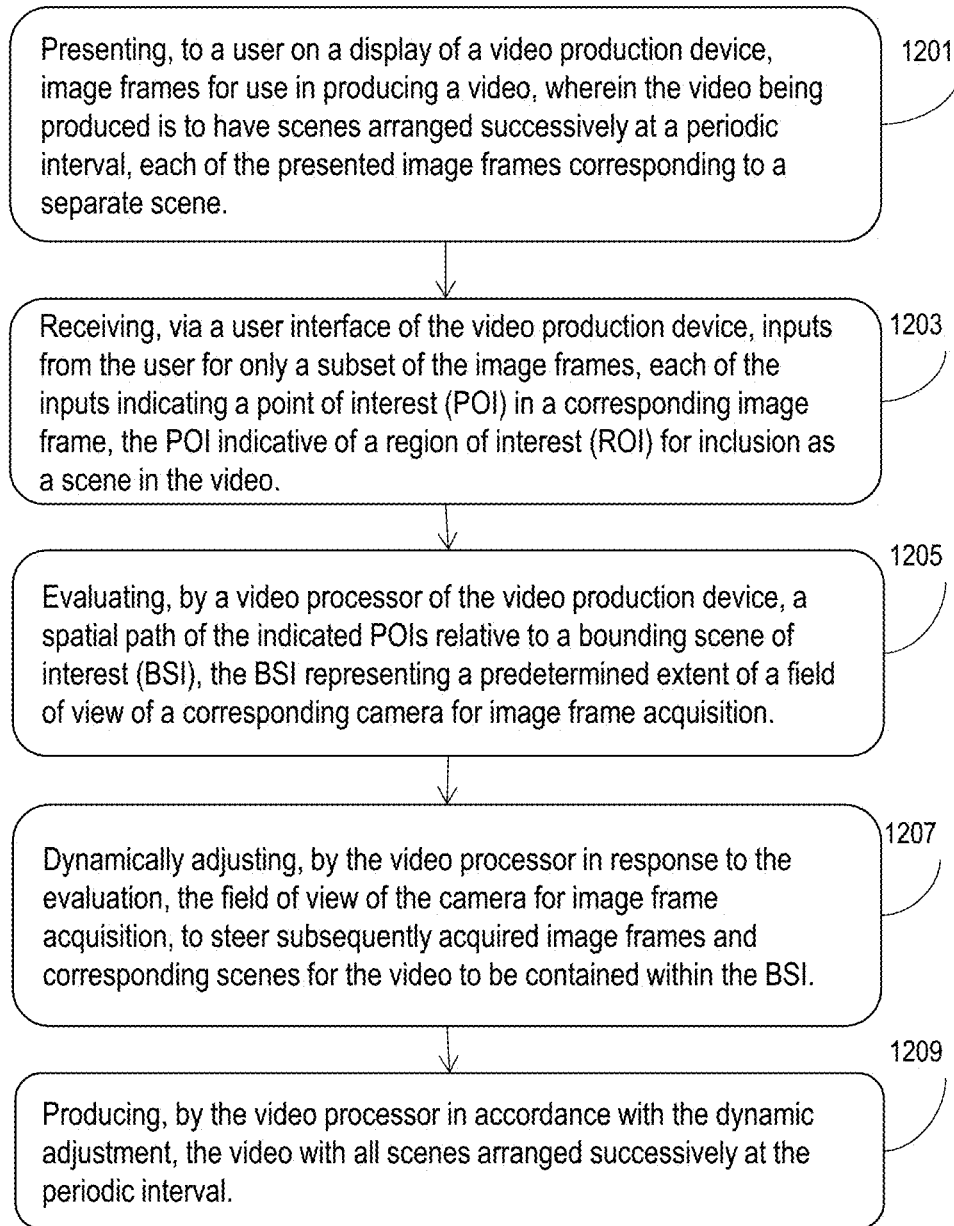 Presenting, to a user on a display of a video production device,
image frames for use in producing a video, wherein the video being
produced is to have scenes arranged successively at a periodic
interval, each of the presented image frames corresponding to a
separate scene.
1201
Receiving, via a user interface of the video production device, inputs
from the user for only a subset of the image frames, each of the
inputs indicating a point of interest (POI) in a corresponding image
frame, the POI indicative of a region of interest (ROI) for inclusion as
a scene in the video.
1203
Evaluating, by a video processor of the video production device, a
spatial path of the indicated POIs relative to a bounding scene of
interest (BSI), the BSI representing a predetermined extent of a field
of view of a corresponding camera for image frame acquisition.
1205
Dynamically adjusting, by the video processor in response to the
evaluation, the field of view of the camera for image frame
acquisition, to steer subsequently acquired image frames and
corresponding scenes for the video to be contained within the BSI.
1207
Producing, by the video processor in accordance with the dynamic
adjustment, the video with all scenes arranged successively at the
periodic interval.
1209